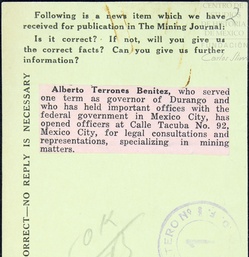 Following is a news item which we have
received for publication in The Mining Journal:
Is it correct? If not, will you give us
the correct facts? Can you give us further
information?
Alberto Terrones Benitez, who served
one term as governor of Durango and
who has held important offices with the
federal government in Mexico City, has
opened offices at Calle Tacuba No. 92,
Mexico City, for legal consultations and
representations, specializing in mining
matters.
ORRECT—NO REPLY IS NECESSARY
OK